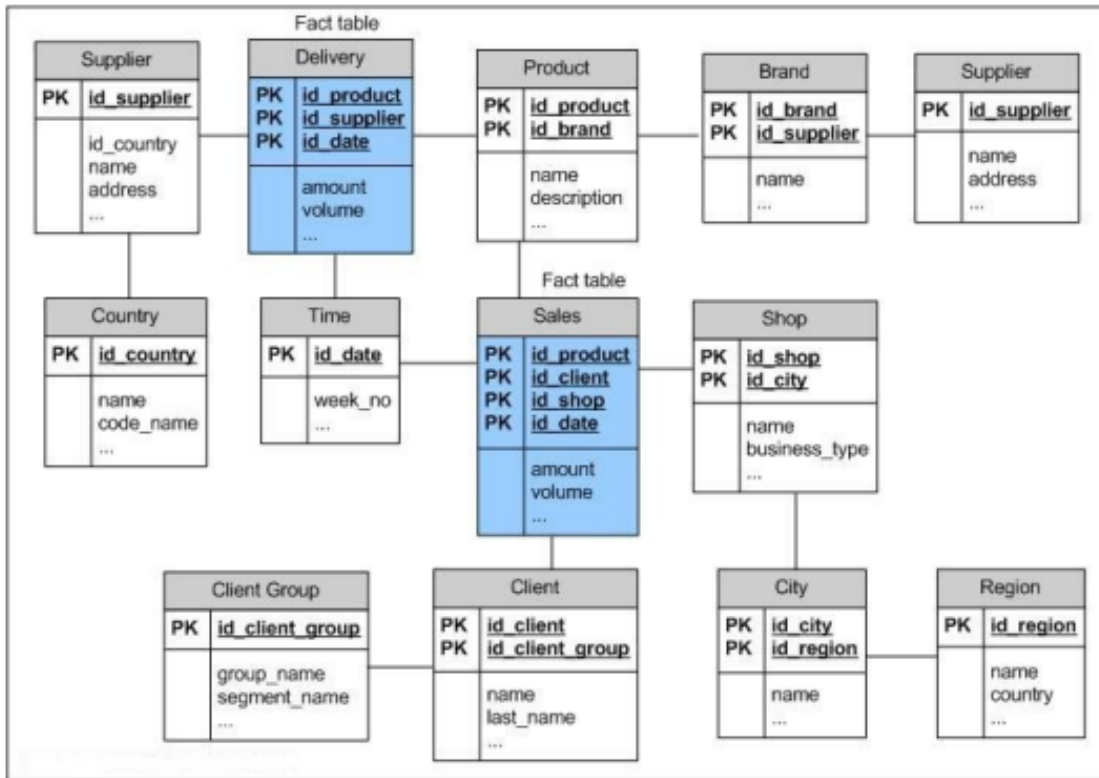 Fact table
Supplier
PK id_supplier
id_country
name
address
...
Delivery
PK id_product
PK id_supplier
PK id_date
amount
volume
...
Product
PK id_product
PK id_brand
name
description
...
Brand
PK id_brand
PK id_supplier
name
...
Supplier
PK id_supplier
name
address
...
Country
PK id_country
name
code_name
...
Time
PK id_date
week_no
...
Fact table
Sales
PK id_product
PK id_client
PK id_shop
PK id_date
amount
volume
...
Shop
PK id_shop
PK id_city
name
business_type
...
Client Group
PK id_client_group
group_name
segment_name
...
Client
PK id_client
PK id_client_group
name
last_name
...
City
PK id_city
PK id_region
name
...
Region
PK id_region
name
country
...